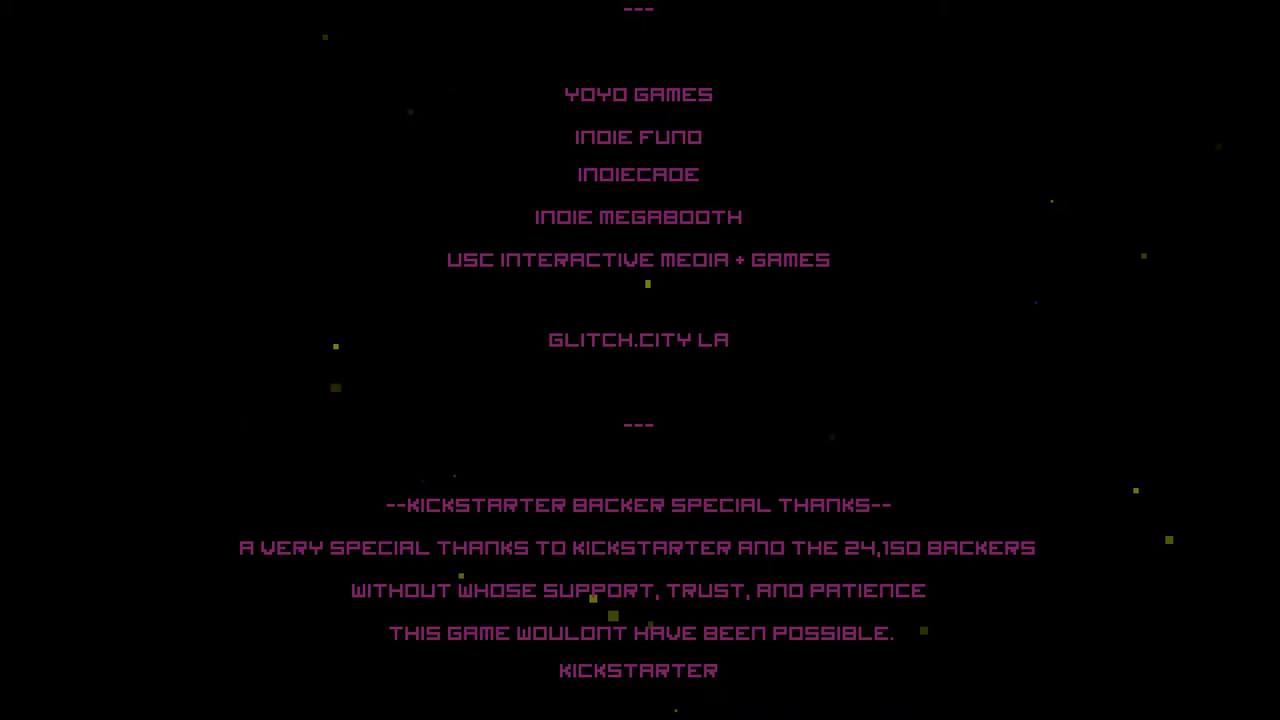 ---
YOYO GAMES
INDIE FUND
INDIECADE
INDIE MEGABOOTH
USC INTERACTIVE MEDIA + GAMES
GLITCH.CITY LA
---
--KICKSTARTER BACKER SPECIAL THANKS--
A VERY SPECIAL THANKS TO KICKSTARTER AND THE 24,150 BACKERS
WITHOUT WHOSE SUPPORT, TRUST, AND PATIENCE
THIS GAME WOULDNT HAVE BEEN POSSIBLE.
KICKSTARTER